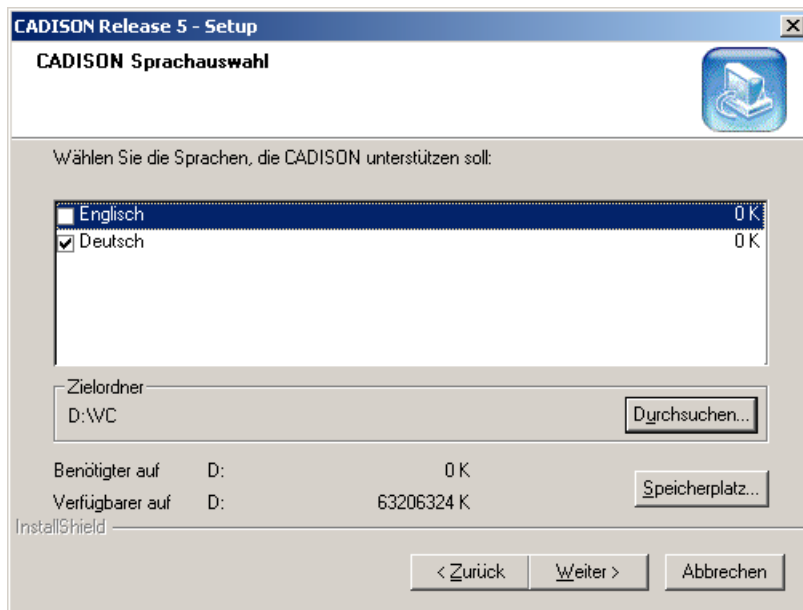 CADISON Release 5 - Setup
CADISON Sprachauswahl
Wählen Sie die Sprachen, die CADISON unterstützen soll:
Englisch 0 K
Deutsch 0 K
Zielordner
D:\VC
Durchsuchen...
Benötigter auf D: 0 K
Verfügbarer auf D: 63206324 K
Speicherplatz...
InstallShield
< Zurück Weiter > Abbrechen